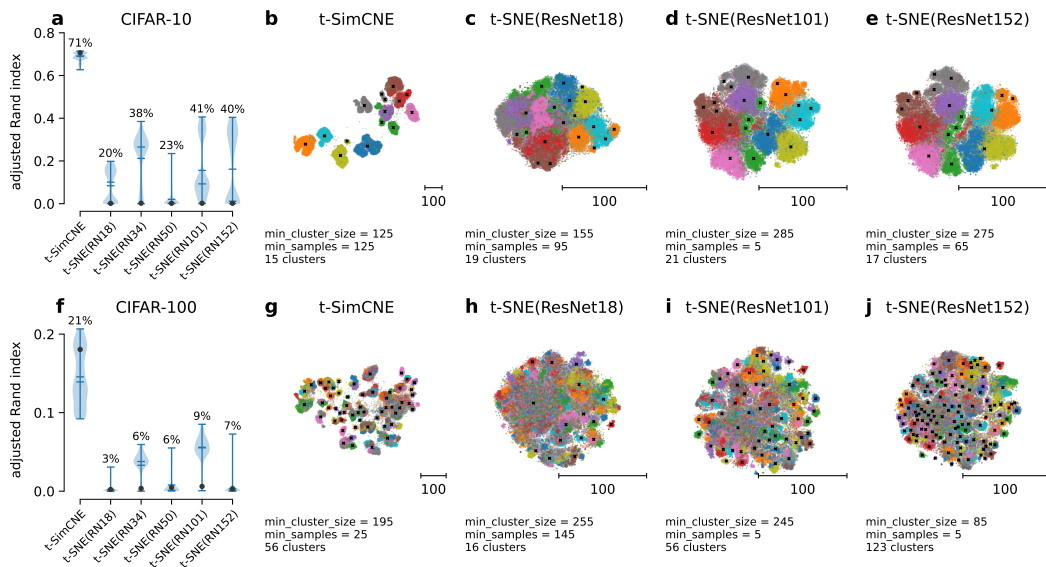 a CIFAR-10
adjusted Rand index
0.8
0.6
0.4
0.2
0.0
71%
20%
38%
23%
41%
40%
t-SimCNE
t-SNE(RN18)
t-SNE(RN34)
t-SNE(RN50)
t-SNE(RN101)
t-SNE(RN152)
b t-SimCNE
100
min_cluster_size = 125
min_samples = 125
15 clusters
c t-SNE(ResNet18)
100
min_cluster_size = 155
min_samples = 95
19 clusters
d t-SNE(ResNet101)
100
min_cluster_size = 285
min_samples = 5
21 clusters
e t-SNE(ResNet152)
100
min_cluster_size = 275
min_samples = 65
17 clusters
f CIFAR-100
adjusted Rand index
0.2
0.1
0.0
21%
3%
6%
6%
9%
7%
t-SimCNE
t-SNE(RN18)
t-SNE(RN34)
t-SNE(RN50)
t-SNE(RN101)
t-SNE(RN152)
g t-SimCNE
100
min_cluster_size = 195
min_samples = 25
56 clusters
h t-SNE(ResNet18)
100
min_cluster_size = 255
min_samples = 145
16 clusters
i t-SNE(ResNet101)
100
min_cluster_size = 245
min_samples = 5
56 clusters
j t-SNE(ResNet152)
100
min_cluster_size = 85
min_samples = 5
123 clusters